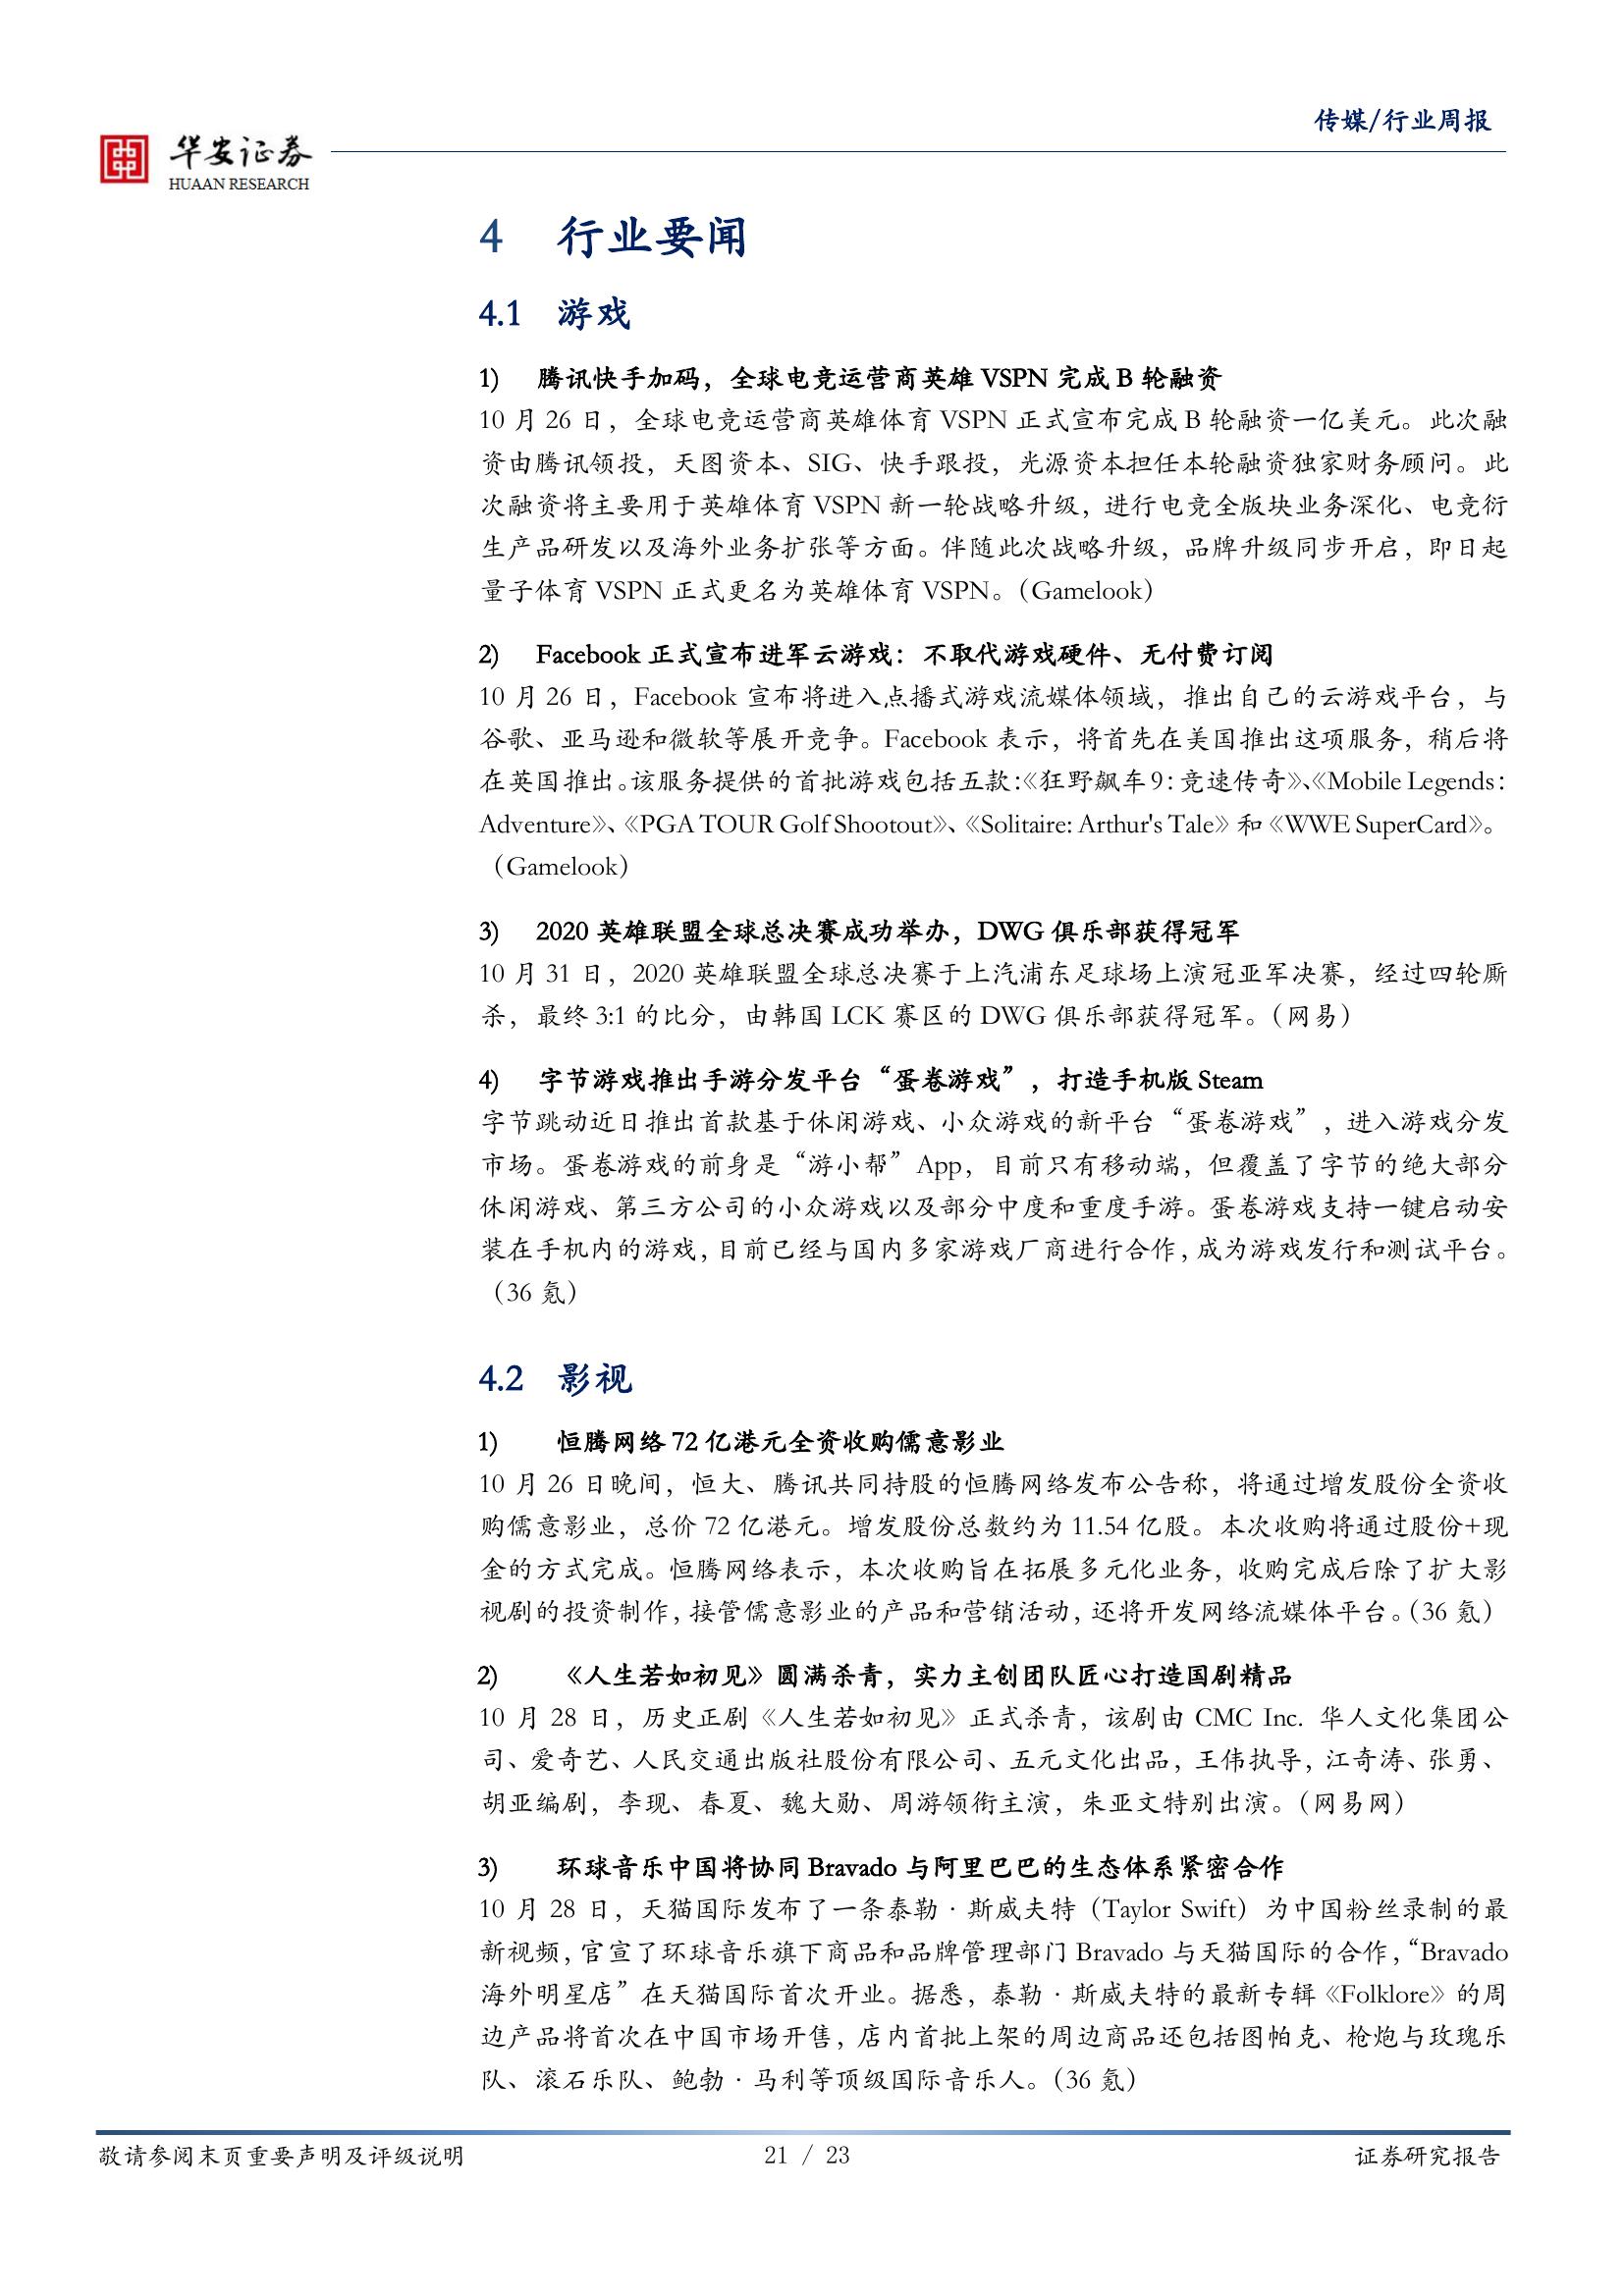 传媒/行业周报
华安证券
HUAAN RESEARCH
4 行业要闻
4.1 游戏
1) 腾讯快手加码，全球电竞运营商英雄 VSPN 完成 B 轮融资
10 月 26 日，全球电竞运营商英雄体育 VSPN 正式宣布完成 B 轮融资一亿美元。此次融
资由腾讯领投，天图资本、SIG、快手跟投，光源资本担任本轮融资独家财务顾问。此
次融资将主要用于英雄体育 VSPN 新一轮战略升级，进行电竞全版块业务深化、电竞衍
生产品研发以及海外业务扩张等方面。伴随此次战略升级，品牌升级同步开启，即日起
量子体育 VSPN 正式更名为英雄体育 VSPN。（Gamelook）
2) Facebook 正式宣布进军云游戏：不取代游戏硬件、无付费订阅
10 月 26 日，Facebook 宣布将进入点播式游戏流媒体领域，推出自己的云游戏平台，与
谷歌、亚马逊和微软等展开竞争。Facebook 表示，将首先在美国推出这项服务，稍后将
在英国推出。该服务提供的首批游戏包括五款：《狂野飙车 9：竞速传奇》、《Mobile Legends：
Adventure》、《PGA TOUR Golf Shootout》、《Solitaire: Arthur's Tale》和《WWE SuperCard》。
（Gamelook）
3) 2020 英雄联盟全球总决赛成功举办，DWG 俱乐部获得冠军
10 月 31 日，2020 英雄联盟全球总决赛于上汽浦东足球场上演冠亚军决赛，经过四轮厮
杀，最终 3:1 的比分，由韩国 LCK 赛区的 DWG 俱乐部获得冠军。（网易）
4) 字节游戏推出手游分发平台“蛋卷游戏”，打造手机版 Steam
字节跳动近日推出首款基于休闲游戏、小众游戏的新平台“蛋卷游戏”，进入游戏分发
市场。蛋卷游戏的前身是“游小帮”App，目前只有移动端，但覆盖了字节的绝大部分
休闲游戏、第三方公司的小众游戏以及部分中度和重度手游。蛋卷游戏支持一键启动安
装在手机内的游戏，目前已经与国内多家游戏厂商进行合作，成为游戏发行和测试平台。
（36 氪）
4.2 影视
1) 恒腾网络 72 亿港元全资收购儒意影业
10 月 26 日晚间，恒大、腾讯共同持股的恒腾网络发布公告称，将通过增发股份全资收
购儒意影业，总价 72 亿港元。增发股份总数约为 11.54 亿股。本次收购将通过股份+现
金的方式完成。恒腾网络表示，本次收购旨在拓展多元化业务，收购完成后除了扩大影
视剧的投资制作，接管儒意影业的产品和营销活动，还将开发网络流媒体平台。（36 氪）
2) 《人生若如初见》圆满杀青，实力主创团队匠心打造国剧精品
10 月 28 日，历史正剧《人生若如初见》正式杀青，该剧由 CMC Inc. 华人文化集团公
司、爱奇艺、人民交通出版社股份有限公司、五元文化出品，王伟执导，江奇涛、张勇、
胡亚编剧，李现、春夏、魏大勋、周游领衔主演，朱亚文特别出演。（网易网）
3) 环球音乐中国将协同 Bravado 与阿里巴巴的生态体系紧密合作
10 月 28 日，天猫国际发布了一条泰勒·斯威夫特（Taylor Swift）为中国粉丝录制的最
新视频，官宣了环球音乐旗下商品和品牌管理部门 Bravado 与天猫国际的合作，“Bravado
海外明星店”在天猫国际首次开业。据悉，泰勒·斯威夫特的最新专辑《Folklore》的周
边产品将首次在中国市场开售，店内首批上架的周边商品还包括图帕克、枪炮与玫瑰乐
队、滚石乐队、鲍勃·马利等顶级国际音乐人。（36 氪）
敬请参阅末页重要声明及评级说明
21 / 23
证券研究报告